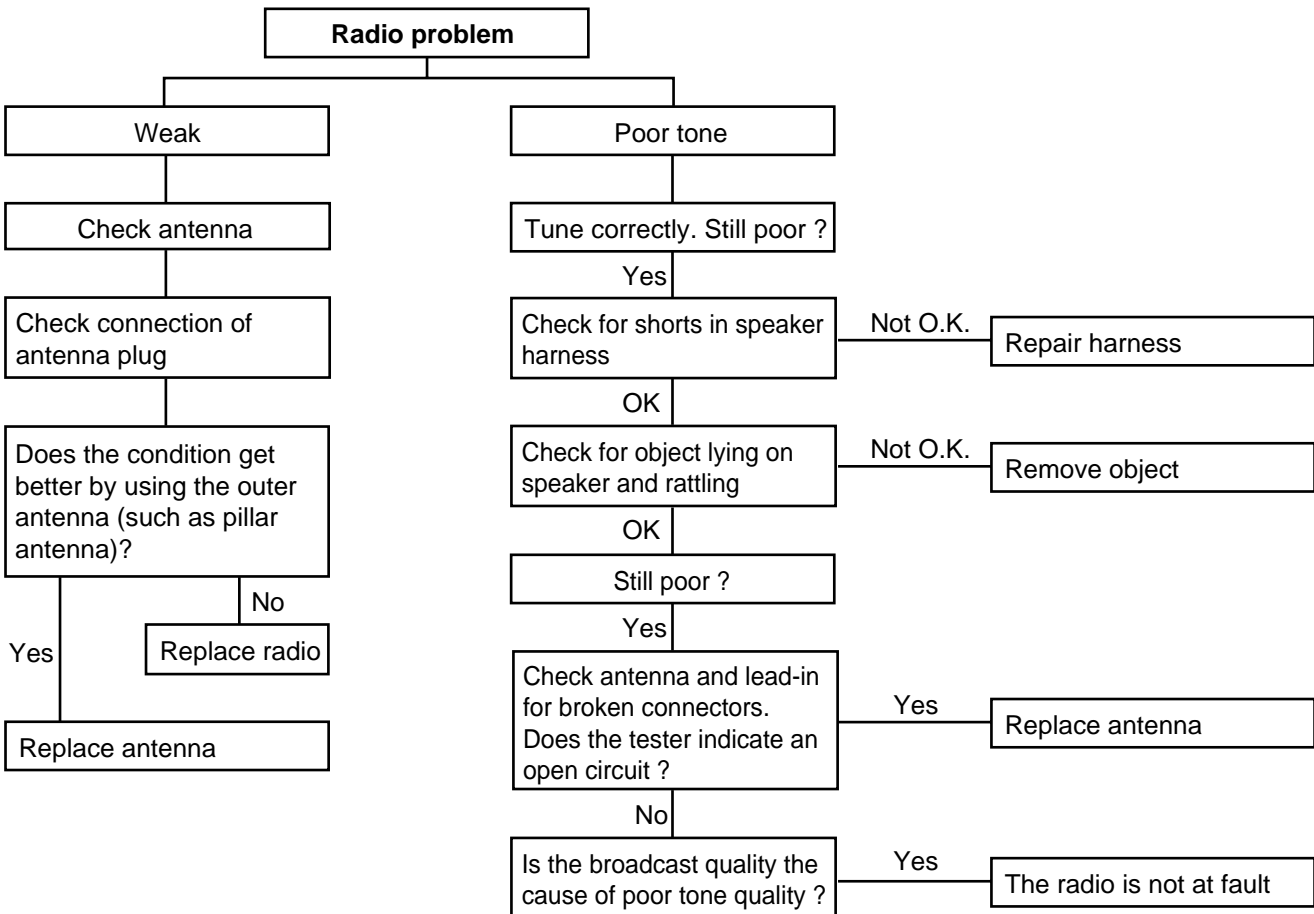 Radio problem
Weak
Check antenna
Check connection of
antenna plug
Does the condition get
better by using the outer
antenna (such as pillar
antenna)?
No
Replace radio
Yes
Replace antenna
Poor tone
Tune correctly. Still poor ?
Yes
Check for shorts in speaker
harness
Not O.K.
Repair harness
OK
Check for object lying on
speaker and rattling
Not O.K.
Remove object
OK
Still poor ?
Yes
Check antenna and lead-in
for broken connectors.
Does the tester indicate an
open circuit ?
Yes
Replace antenna
No
Is the broadcast quality the
cause of poor tone quality ?
Yes
The radio is not at fault